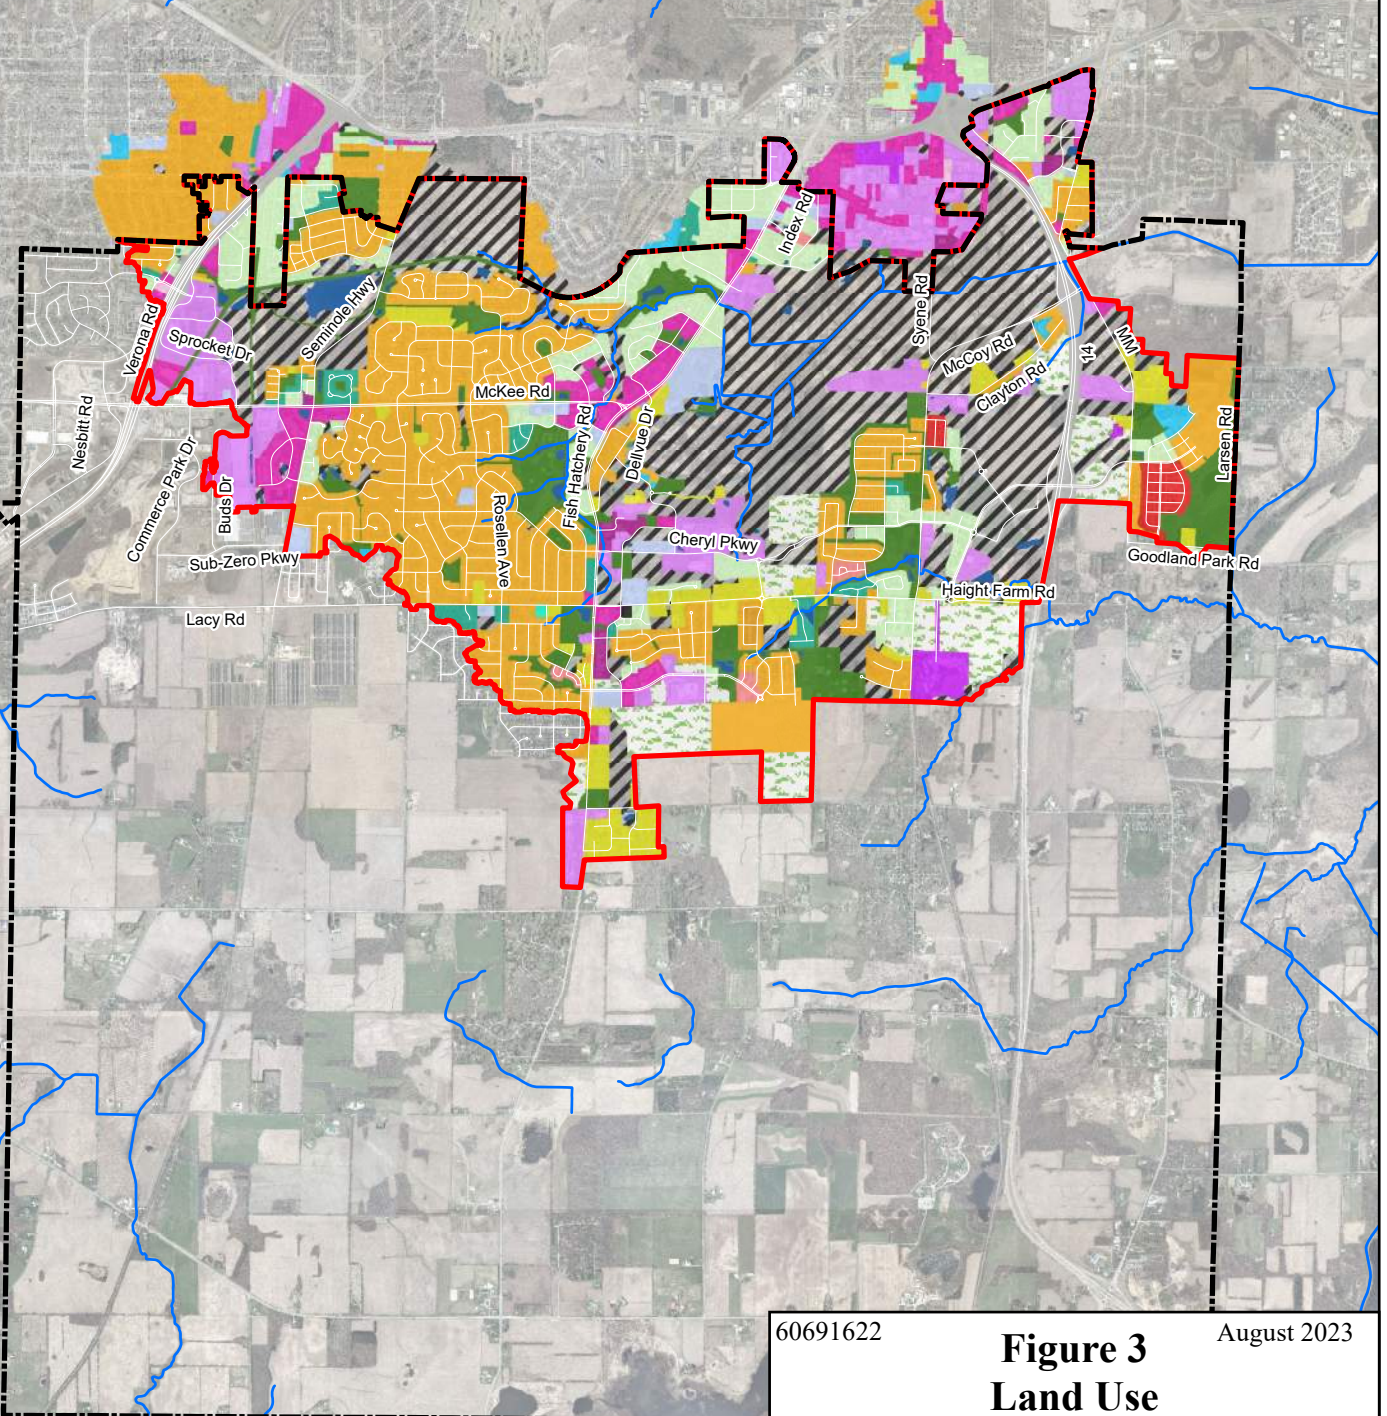 Index Rd
Verona Rd
Sprocket Dr
Seminole Hwy
Syene Rd
McCoy Rd
14
MM
Clayton Rd
McKee Rd
Nesbitt Rd
Commerce Park Dr
Buds Dr
Rosellen Ave
Fish Hatchery Rd
Dellvue Dr
Larsen Rd
Cheryl Pkwy
Sub-Zero Pkwy
Goodland Park Rd
Haight Farm Rd
Lacy Rd
60691622
Figure 3
August 2023
Land Use